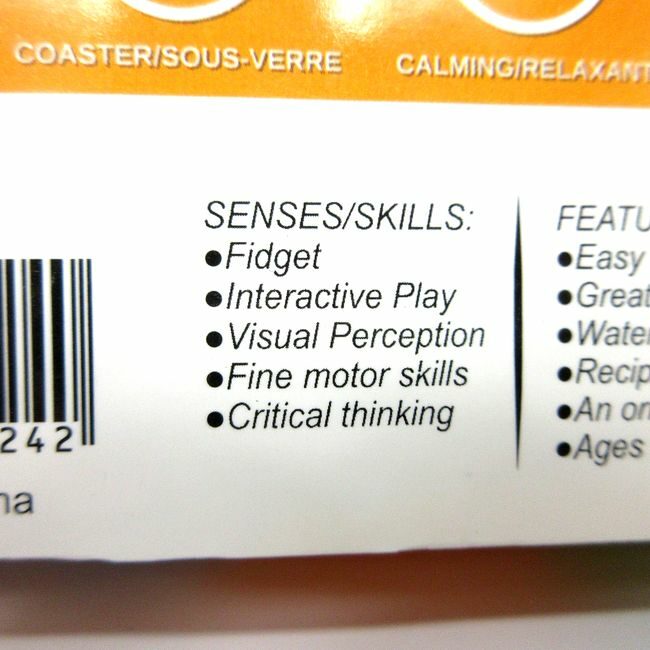 COASTER/SOUS-VERRE
CALMING/RELAXANT
SENSES/SKILLS:
●Fidget
●Interactive Play
●Visual Perception
●Fine motor skills
●Critical thinking
●Easy
●Great
●An
●Ages
242